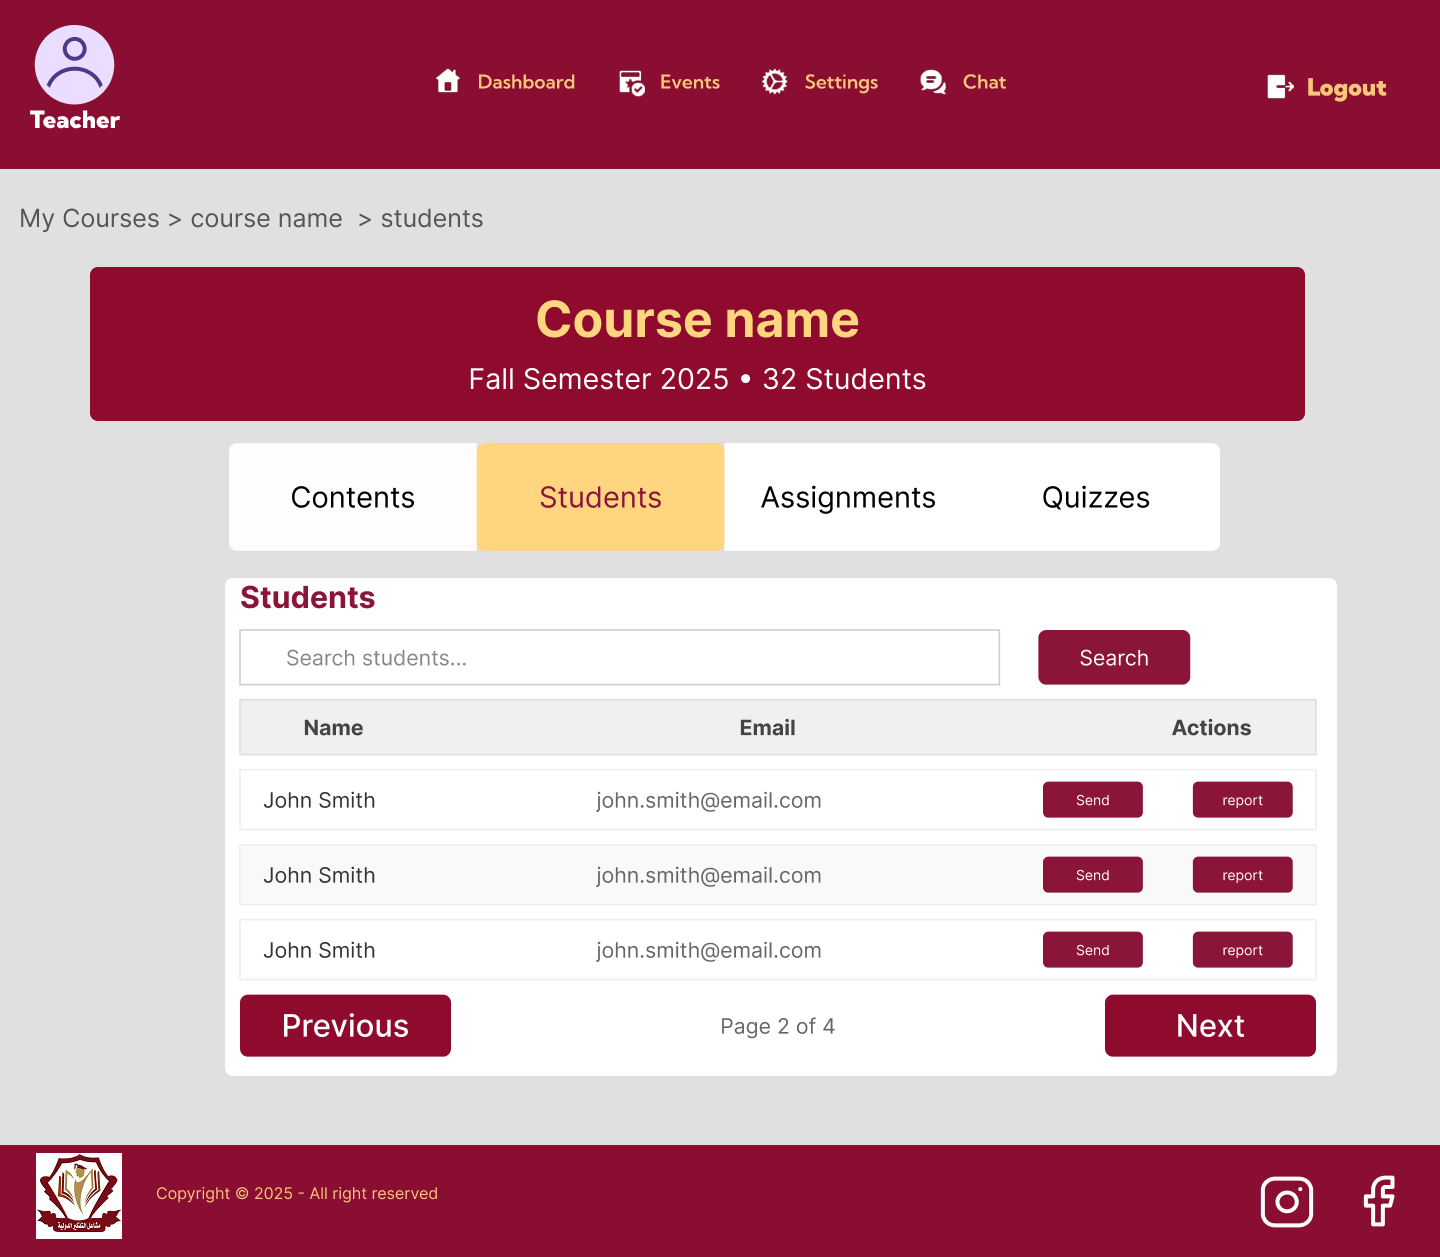 Teacher
Dashboard
Events
Settings
Chat
Logout
My Courses > course name > students
Course name
Fall Semester 2025 • 32 Students
Contents
Students
Assignments
Quizzes
Students
Search students...
Search
Name
Email
Actions
John Smith
john.smith@email.com
Send
report
John Smith
john.smith@email.com
Send
report
John Smith
john.smith@email.com
Send
report
Previous
Page 2 of 4
Next
مشاعل التفكير الدولية
Copyright © 2025 - All right reserved